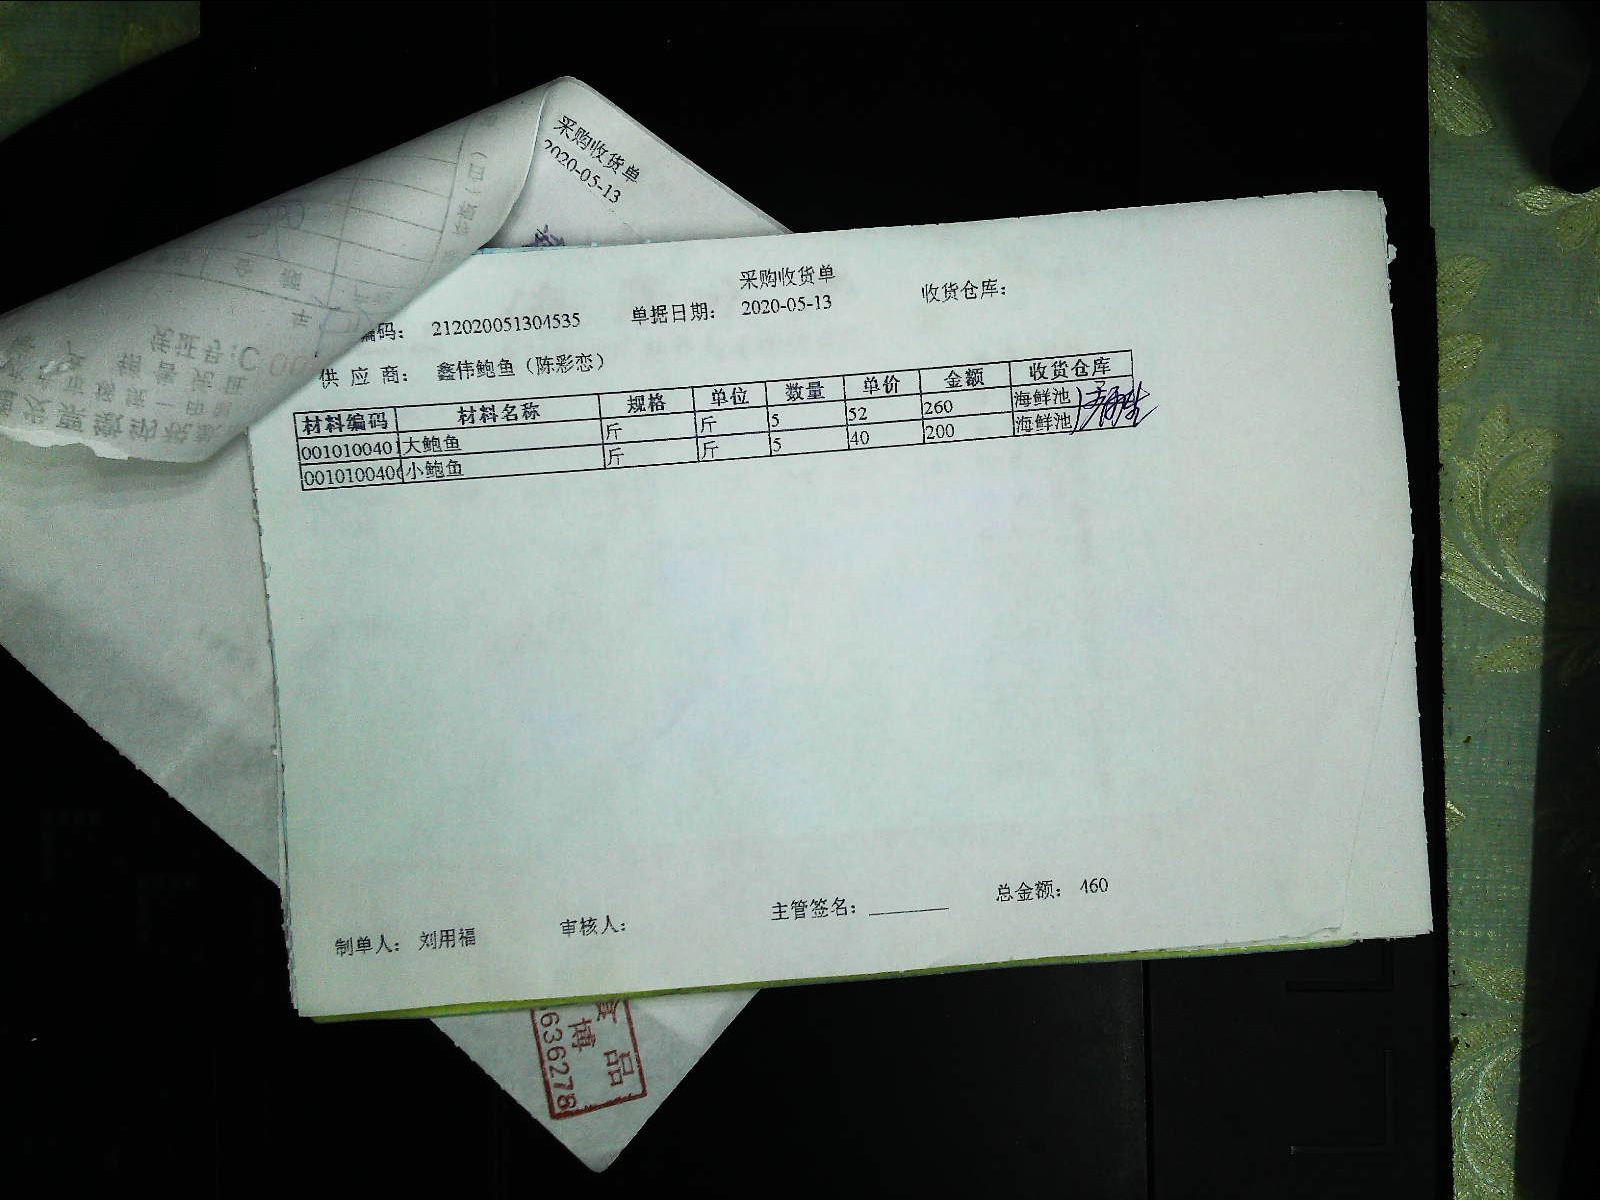 采购收货单
2020-05-13
采购收货单
编码： 212020051304535 单据日期： 2020-05-13 收货仓库：
供 应 商： 鑫伟鲍鱼（陈彩恋）
材料编码 材料名称 规格 单位 数量 单价 金额 收货仓库
001010040 大鲍鱼 斤 斤 5 52 260 海鲜池
001010040 小鲍鱼 斤 斤 5 40 200 海鲜池
制单人： 刘用福 审核人： 主管签名： 总金额： 460
品
博
636278